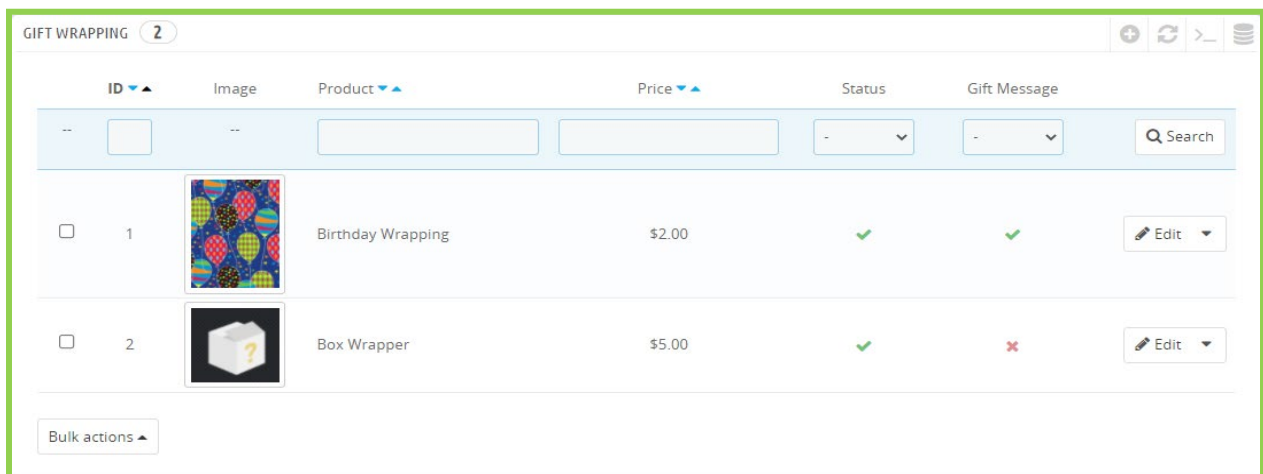 GIFT WRAPPING 2
ID Image Product Price Status Gift Message
-- -- - - Search
1 Birthday Wrapping $2.00 Edit
2 ? Box Wrapper $5.00 Edit
Bulk actions